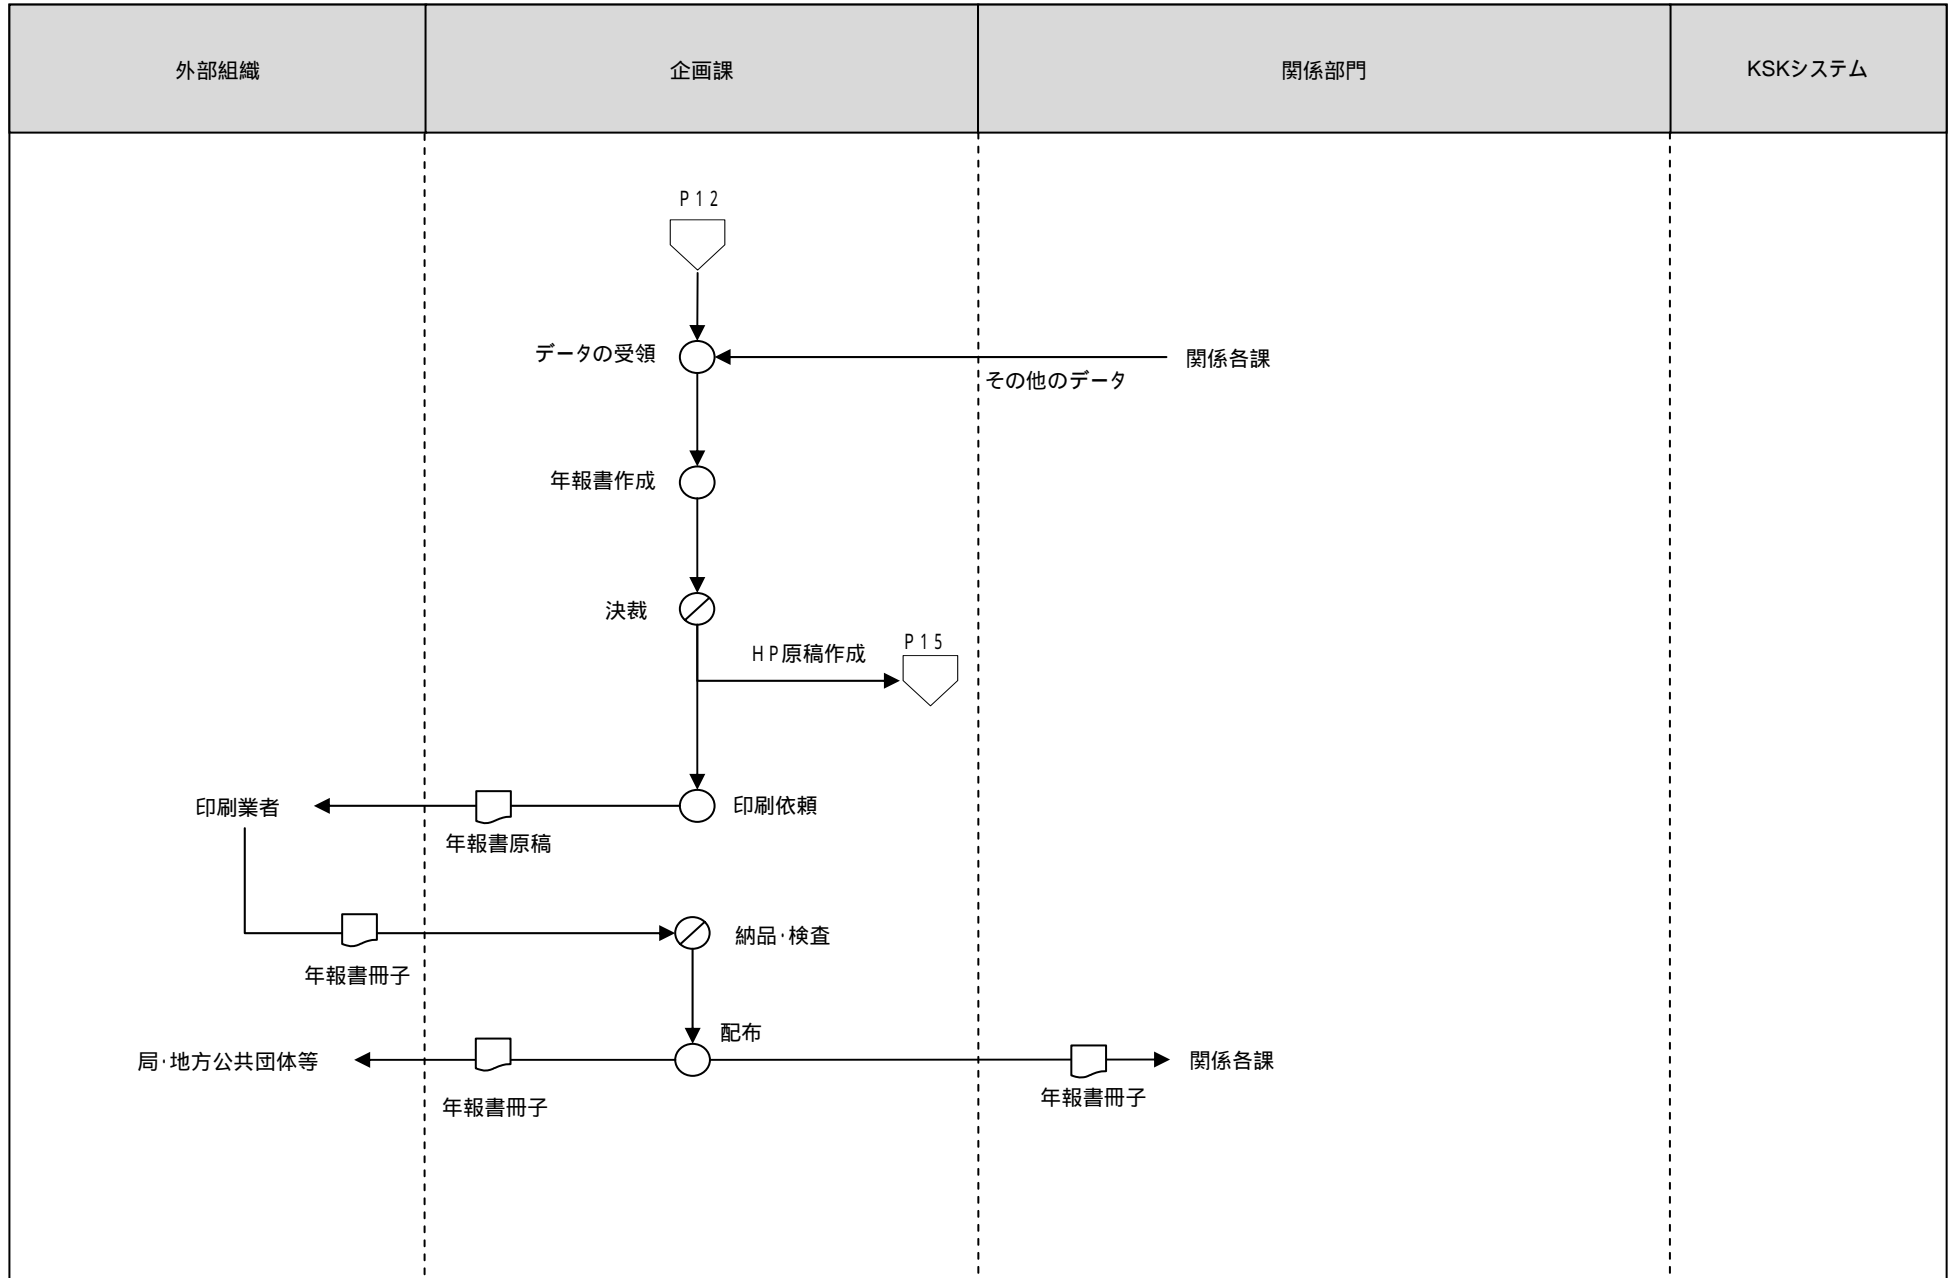 外部組織
企画課
関係部門
KSKシステム
P12
データの受領
関係各課
その他のデータ
年報書作成
決裁
HP原稿作成
P15
印刷業者
印刷依頼
年報書原稿
納品・検査
年報書冊子
配布
局・地方公共団体等
関係各課
年報書冊子
年報書冊子